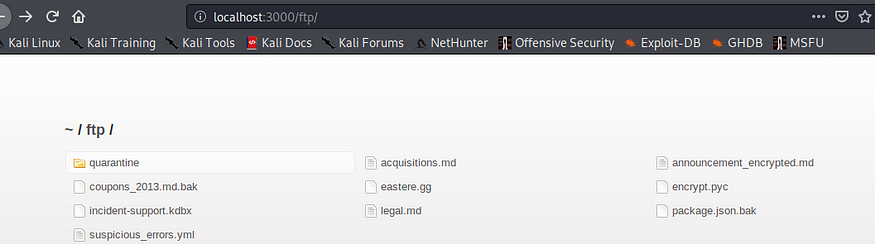 localhost:3000/ftp/
Kali Linux Kali Training Kali Tools Kali Docs Kali Forums NetHunter Offensive Security Exploit-DB GHDB MSFU
~ / ftp /
quarantine acquisitions.md announcement_encrypted.md
coupons_2013.md.bak eastere.gg encrypt.pyc
incident-support.kdbx legal.md package.json.bak
suspicious_errors.yml